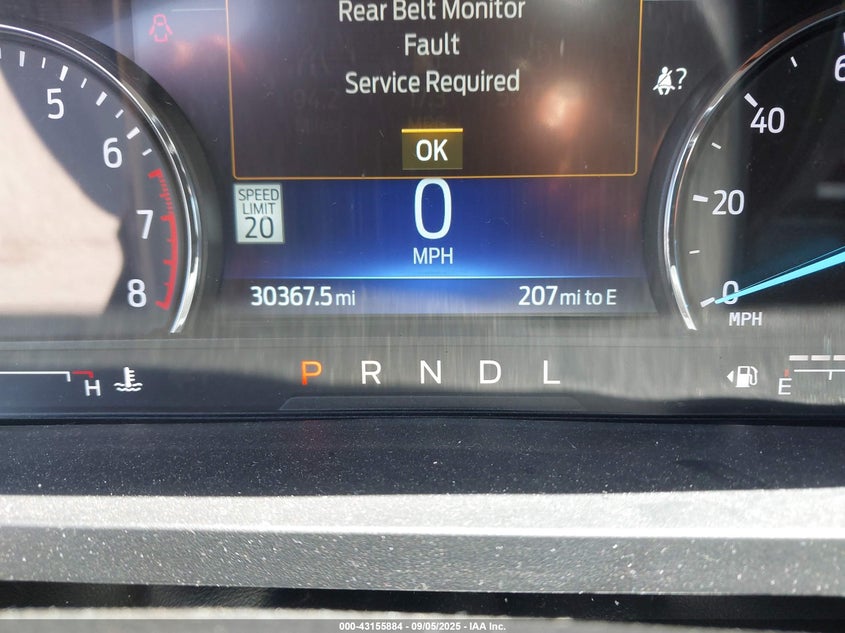 Rear Belt Monitor
Fault
Service Required
OK
?
5
6
7
8
SPEED
LIMIT
20
0
MPH
60
40
20
0
MPH
30367.5 mi
207 mi to E
H
P R N D L
E
000-43155884 - 09/05/2025 - IAA Inc.